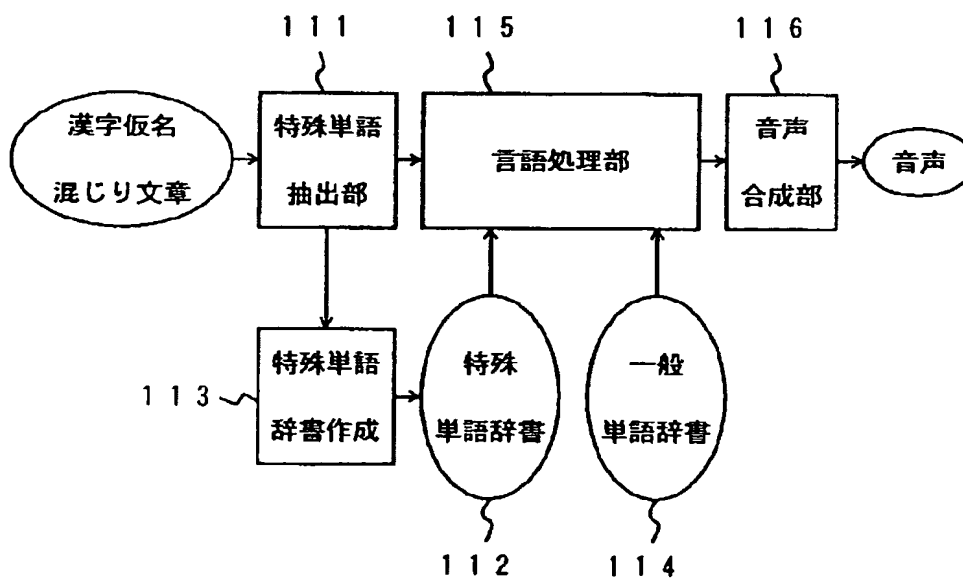 111
115
116
漢字仮名
混じり文章
特殊単語
抽出部
言語処理部
音声
合成部
音声
特殊単語
辞書作成
特殊
単語辞書
一般
単語辞書
113
112
114